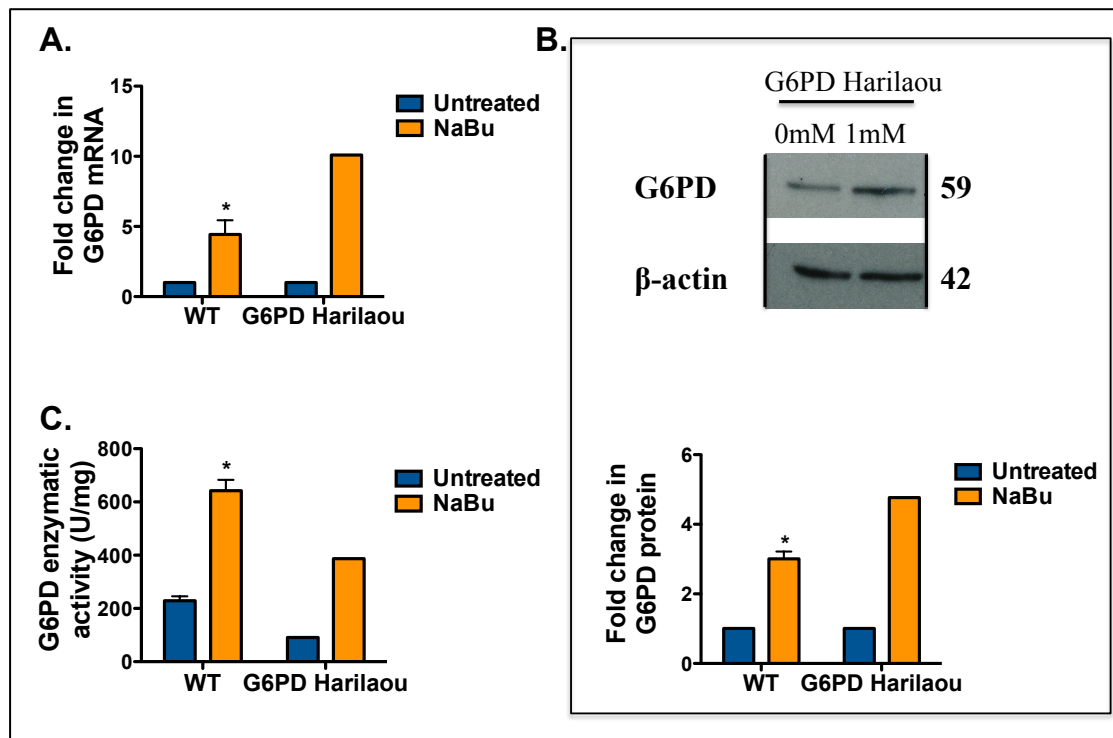 A.
Fold change in
G6PD mRNA
15
10
5
0
*
WT
G6PD Harilaou
Untreated
NaBu
B.
G6PD Harilaou
0mM 1mM
G6PD
59
β-actin
42
C.
G6PD enzymatic
activity (U/mg)
800
600
400
200
0
*
WT
G6PD Harilaou
Untreated
NaBu
Fold change in
G6PD protein
6
4
2
0
*
WT
G6PD Harilaou
Untreated
NaBu